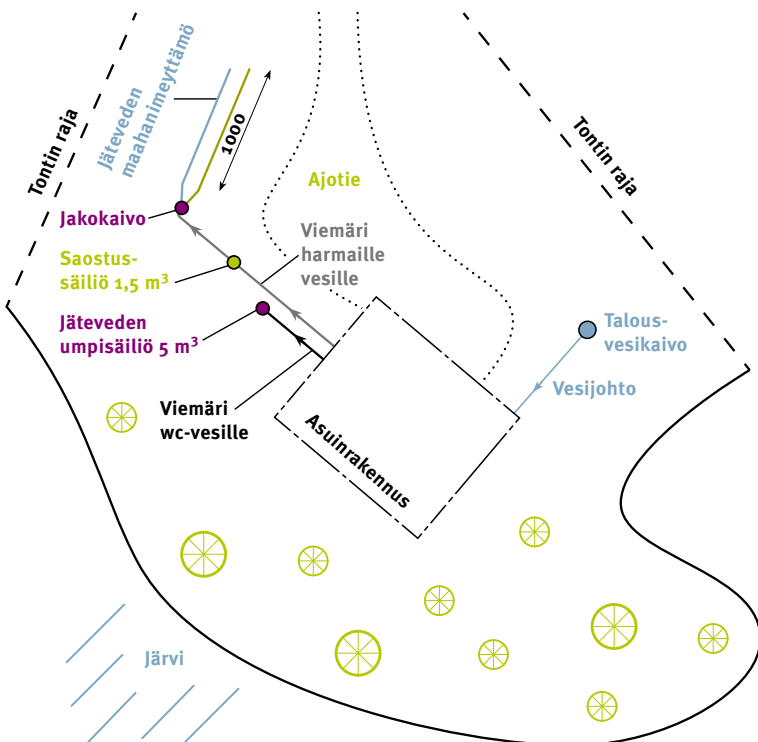 Jäteveden
maahanimeyttämö
1000
Tontin raja
Tontin raja
Ajotie
Jakokaivo
Viemäri
harmaille
vesille
Saostus-
säiliö 1,5 m³
Jäteveden
umpisäiliö 5 m³
Talous-
vesikaivo
Vesijohto
Viemäri
wc-vesille
Asuinrakennus
Järvi